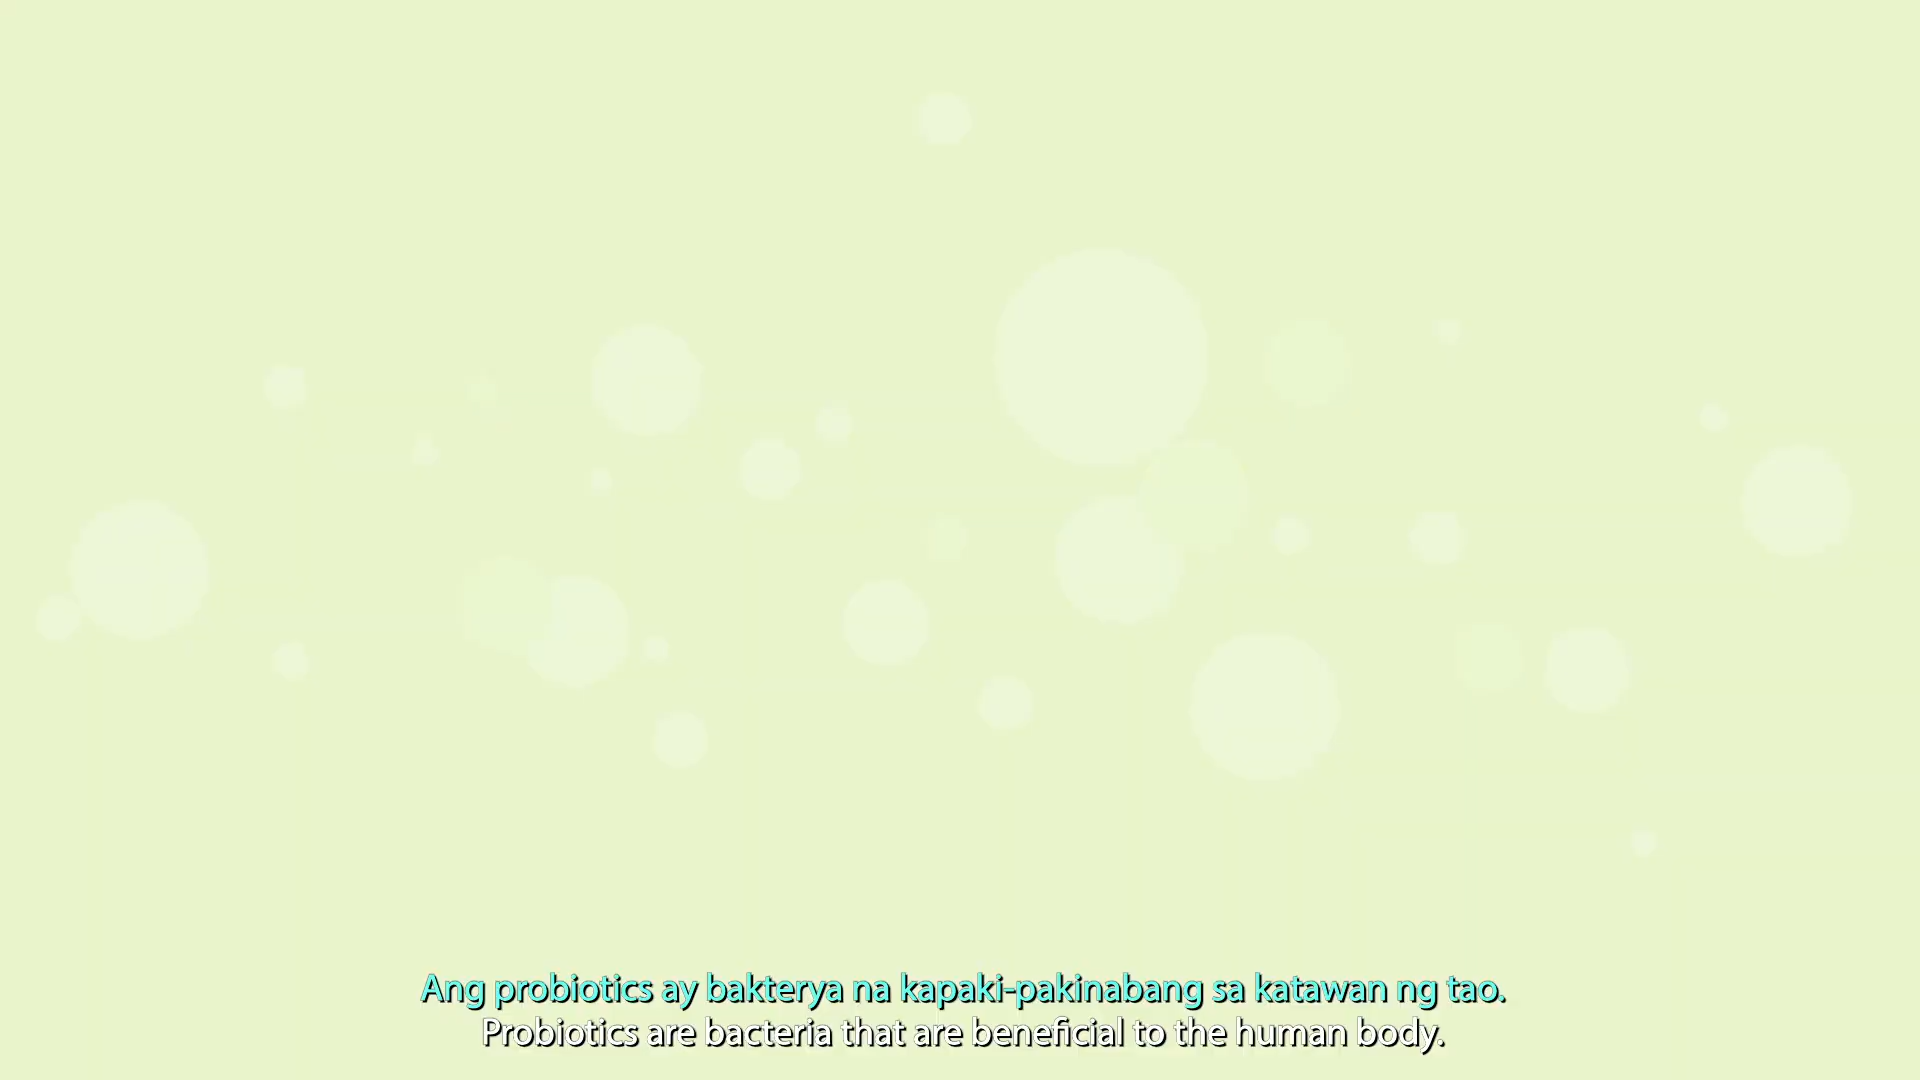 Ang probiotics ay bakterya na kapaki-pakinabang sa katawan ng tao.
Probiotics are bacteria that are beneficial to the human body.